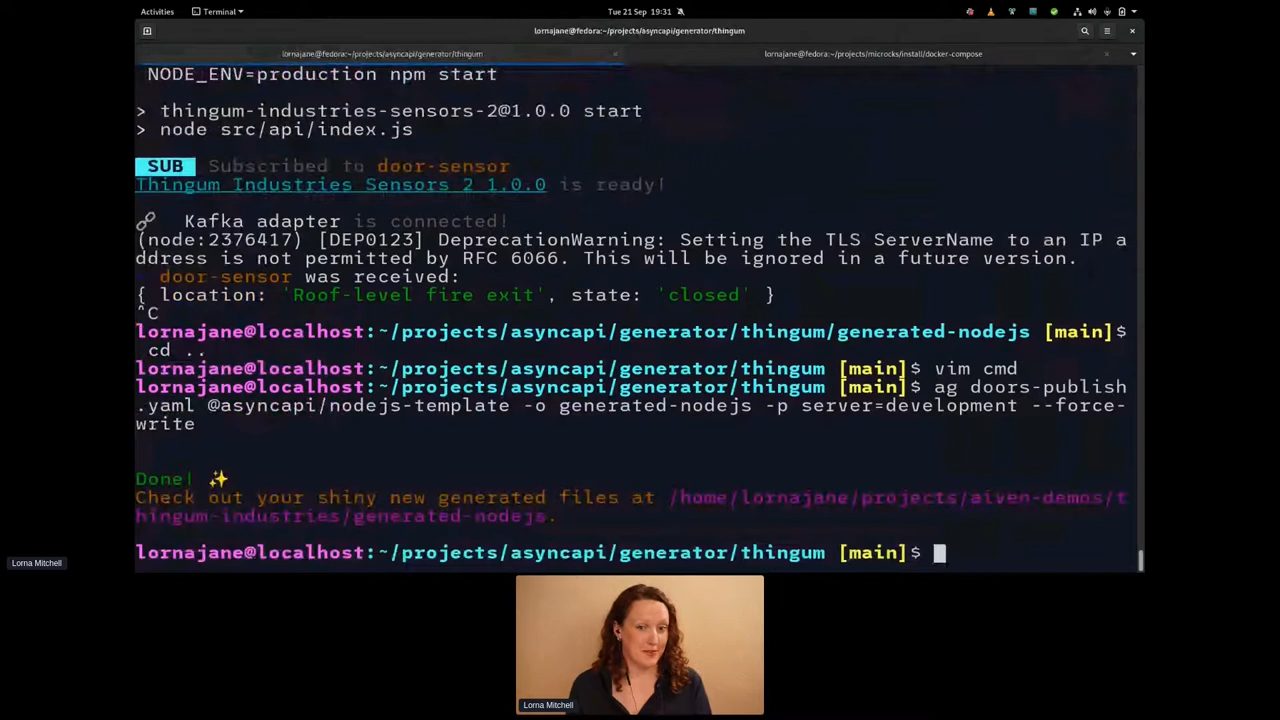 Activities Terminal Tue 21 Sep 19:31
lornajane@fedora:~/projects/asyncapi/generator/thingum
lornajane@fedora:~/projects/asyncapi/generator/thingum
lornajane@fedora:~/projects/microcks/install/docker-compose
NODE_ENV=production npm start
> thingum-industries-sensors-2@1.0.0 start
> node src/api/index.js
SUB Subscribed to door-sensor
Thingum Industries Sensors 2 1.0.0 is ready!
🔗 Kafka adapter is connected!
(node:2376417) [DEP0123] DeprecationWarning: Setting the TLS ServerName to an IP a
ddress is not permitted by RFC 6066. This will be ignored in a future version.
door-sensor was received:
{ location: 'Roof-level fire exit', state: 'closed' }
^C
lornajane@localhost:~/projects/asyncapi/generator/thingum/generated-nodejs [main]$
cd ..
lornajane@localhost:~/projects/asyncapi/generator/thingum [main]$ vim cmd
lornajane@localhost:~/projects/asyncapi/generator/thingum [main]$ ag doors-publish
.yaml @asyncapi/nodejs-template -o generated-nodejs -p server=development --force-
write
Done! ✨
Check out your shiny new generated files at /home/lornajane/projects/aiven-demos/t
hingum-industries/generated-nodejs.
lornajane@localhost:~/projects/asyncapi/generator/thingum [main]$
Lorna Mitchell
Lorna Mitchell